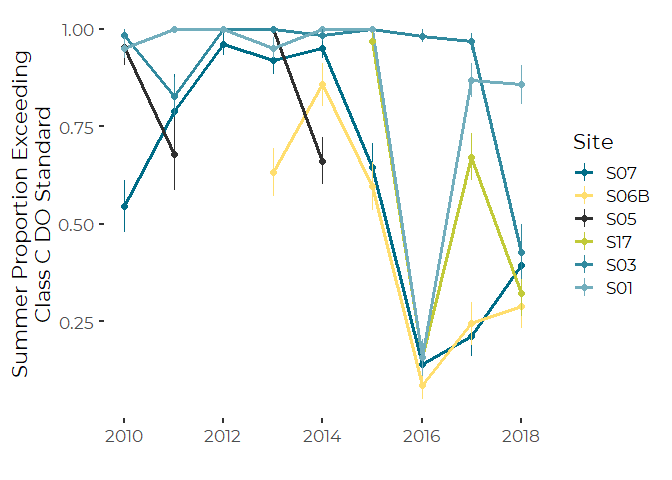 Summer Proportion Exceeding
Class C DO Standard
1.00
0.75
0.50
0.25
2010 2012 2014 2016 2018
Site
S07
S06B
S05
S17
S03
S01